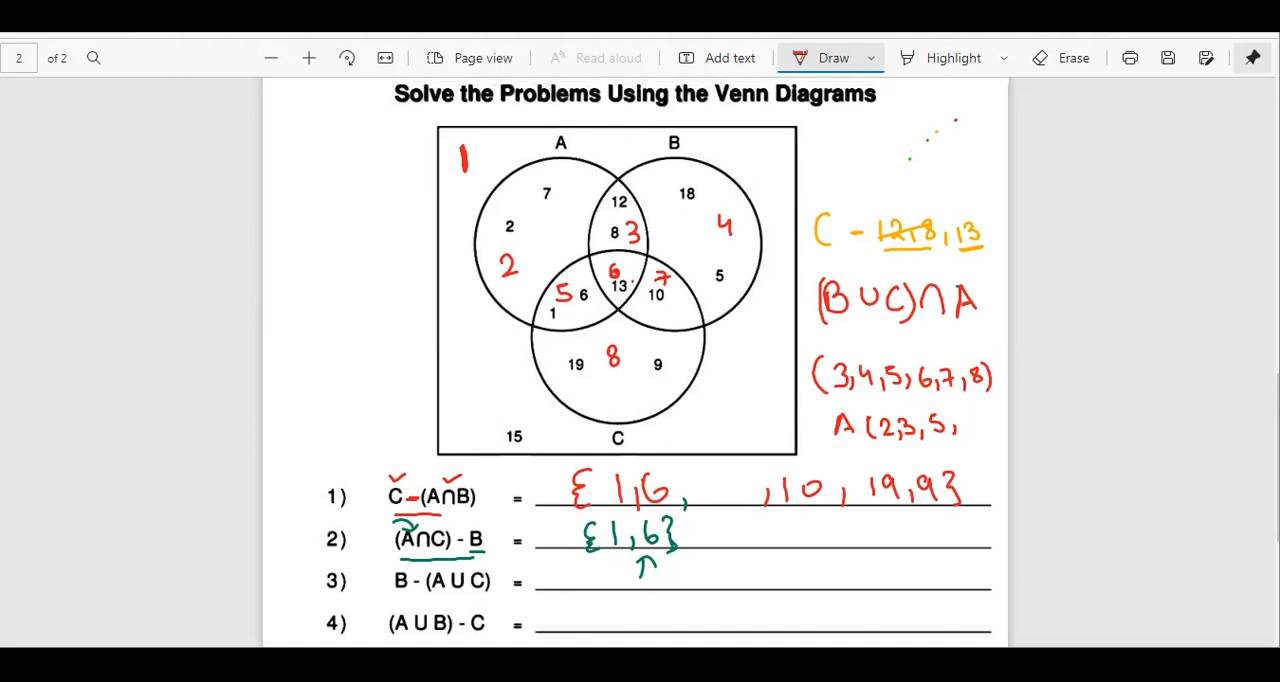 2 of 2 Page view Read aloud Add text Draw Highlight Erase
Solve the Problems Using the Venn Diagrams
1 A B
7 12 18
2 8 3 4
C - 12, 8, 13
2 6 7 5
5 6 13 10
1
(B ∪ C) ∩ A
19 8 9
(3,4,5,6,7,8)
A (2,3,5,
15 C
1) C - (A∩B) = { 1,6, ,10, 19,9}
2) (A∩C) - B = {1,6}
3) B - (A U C) =
4) (A U B) - C =